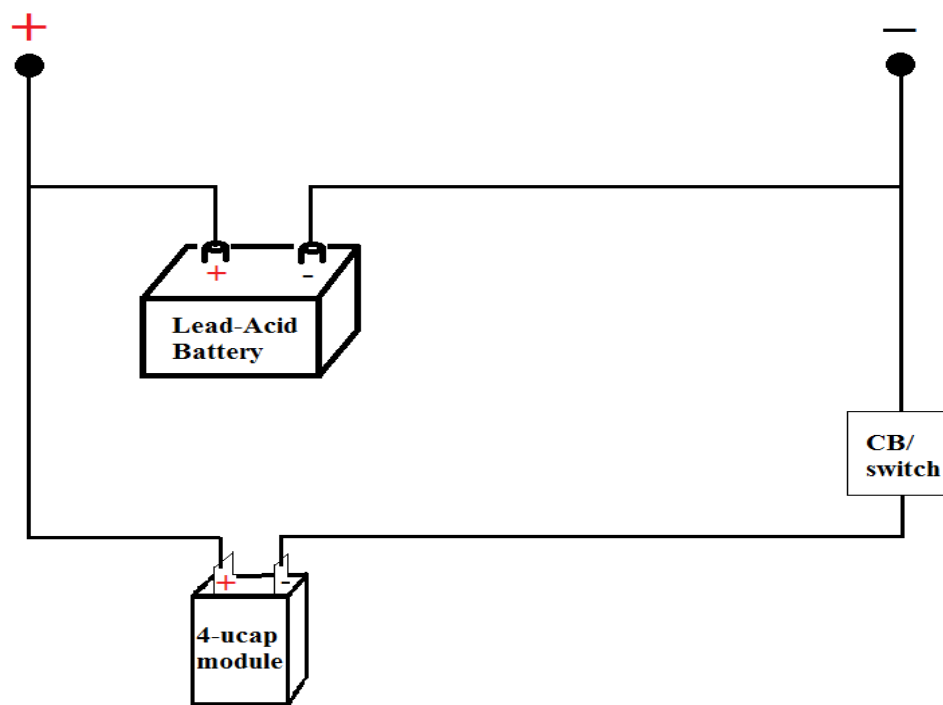 + −
+ -
Lead-Acid
Battery
CB/
switch
+ -
4-ucap
module